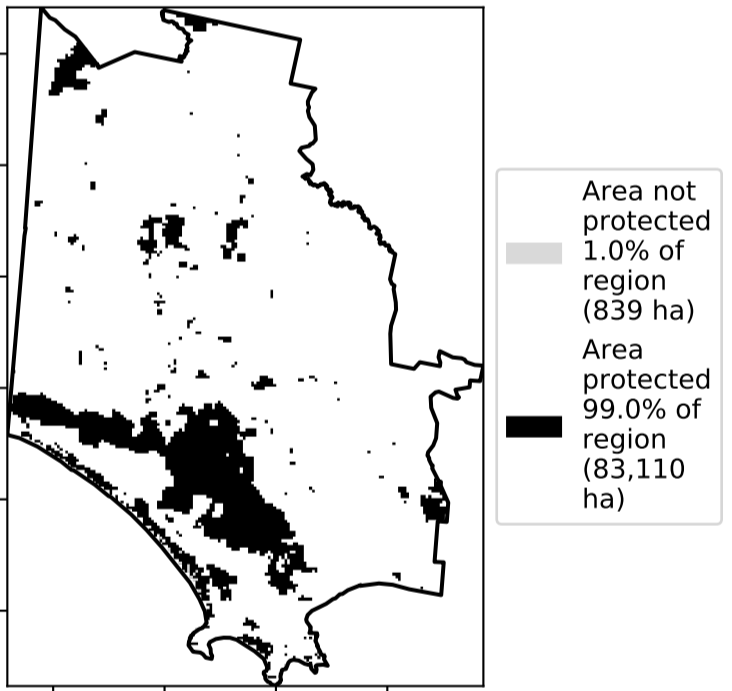 Area not
protected
1.0% of
region
(839 ha)
Area
protected
99.0% of
region
(83,110
ha)